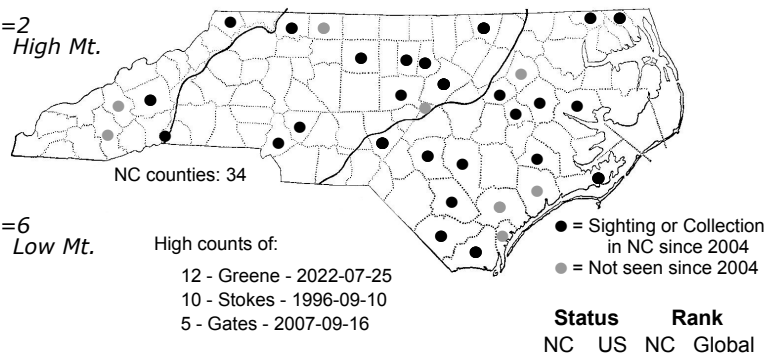 =2
High Mt.
NC counties: 34
=6
Low Mt.
High counts of:
12 - Greene - 2022-07-25
10 - Stokes - 1996-09-10
5 - Gates - 2007-09-16
● = Sighting or Collection
in NC since 2004
● = Not seen since 2004
Status Rank
NC US NC Global